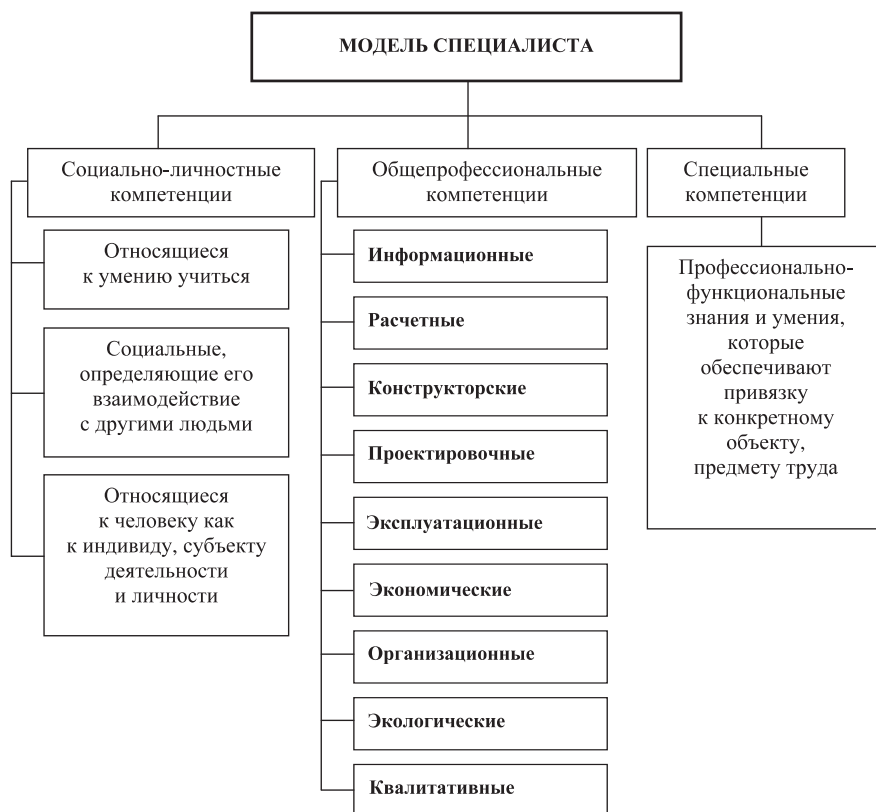 МОДЕЛЬ СПЕЦИАЛИСТА
Социально-личностные
компетенции
Относящиеся
к умению учиться
Социальные,
определяющие его
взаимодействие
с другими людьми
Относящиеся
к человеку как
к индивиду, субъекту
деятельности
и личности
Общепрофессиональные
компетенции
Информационные
Расчетные
Конструкторские
Проектировочные
Эксплуатационные
Экономические
Организационные
Экологические
Квалитативные
Специальные
компетенции
Профессионально-
функциональные
знания и умения,
которые
обеспечивают
привязку
к конкретному
объекту,
предмету труда